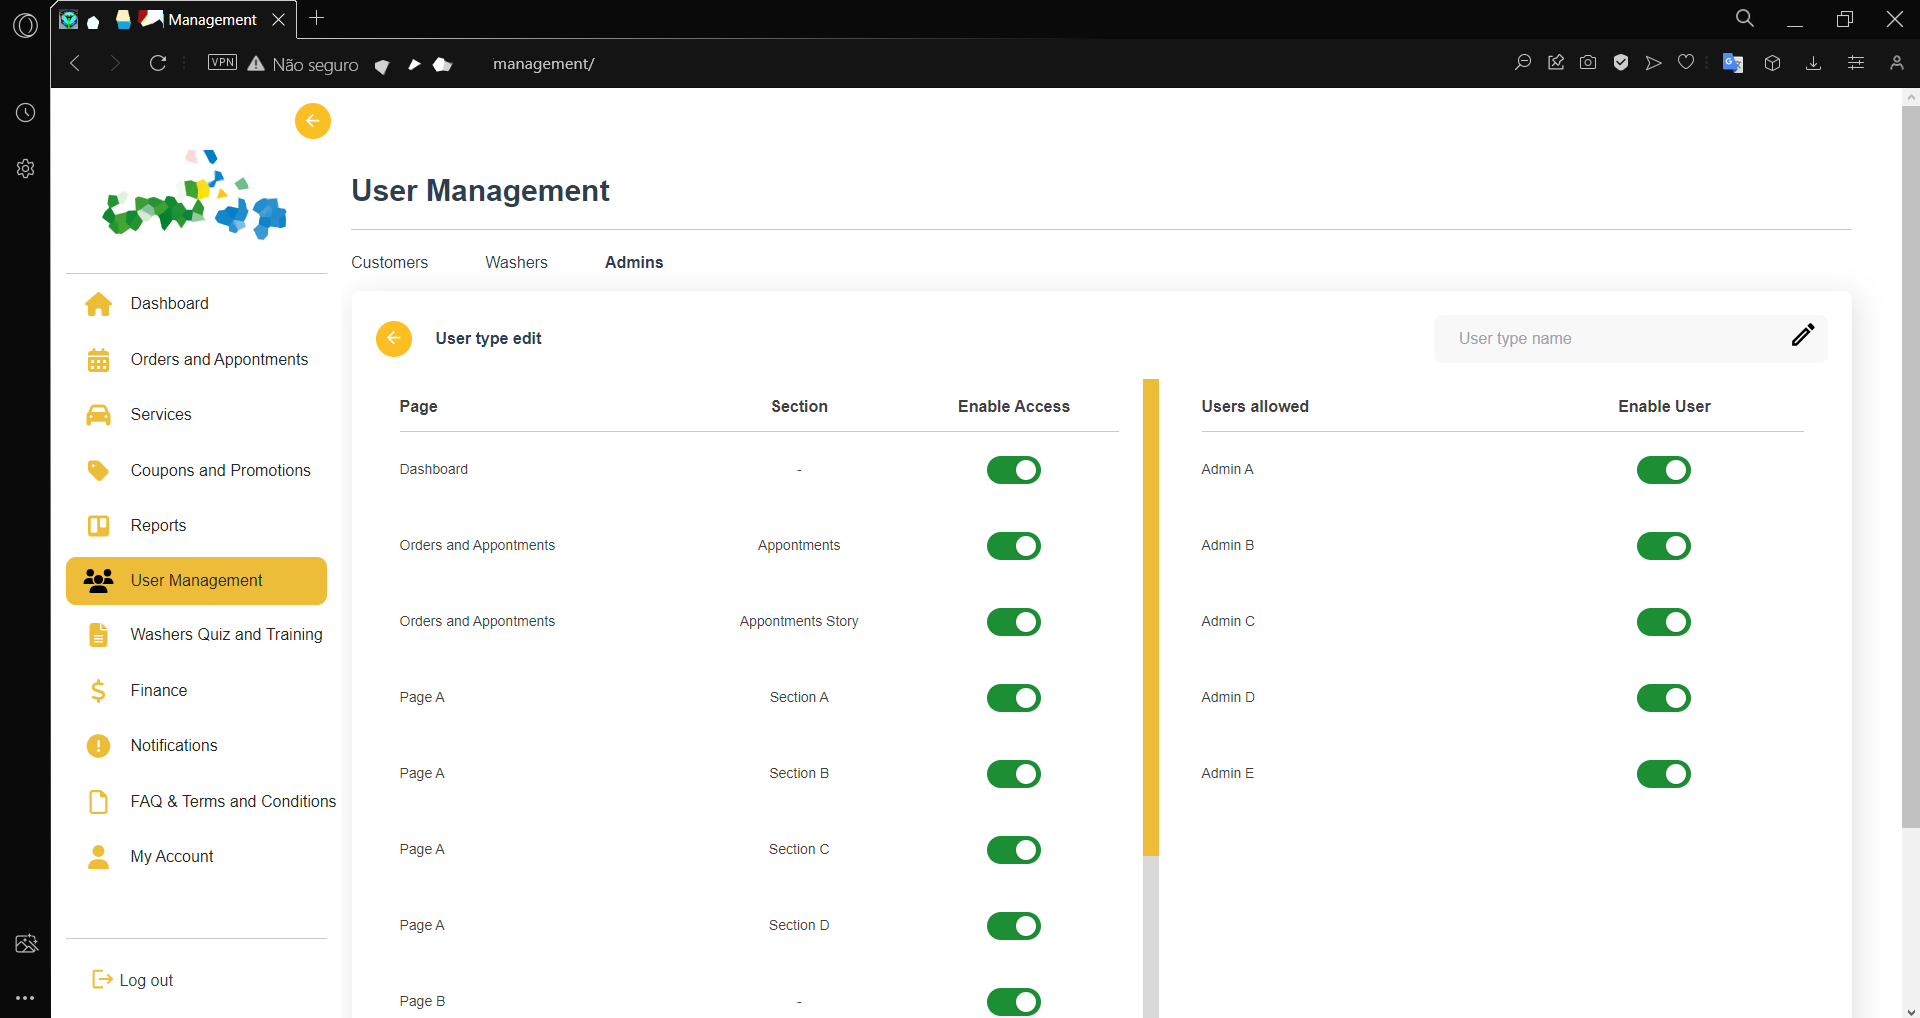 Management
VPN
Não seguro
management/
User Management
Customers Washers Admins
Dashboard
Orders and Appontments
Services
Coupons and Promotions
Reports
User Management
Washers Quiz and Training
Finance
Notifications
FAQ & Terms and Conditions
My Account
Log out
User type edit
User type name
Page Section Enable Access
Dashboard -
Orders and Appontments Appontments
Orders and Appontments Appontments Story
Page A Section A
Page A Section B
Page A Section C
Page A Section D
Page B -
Users allowed Enable User
Admin A
Admin B
Admin C
Admin D
Admin E